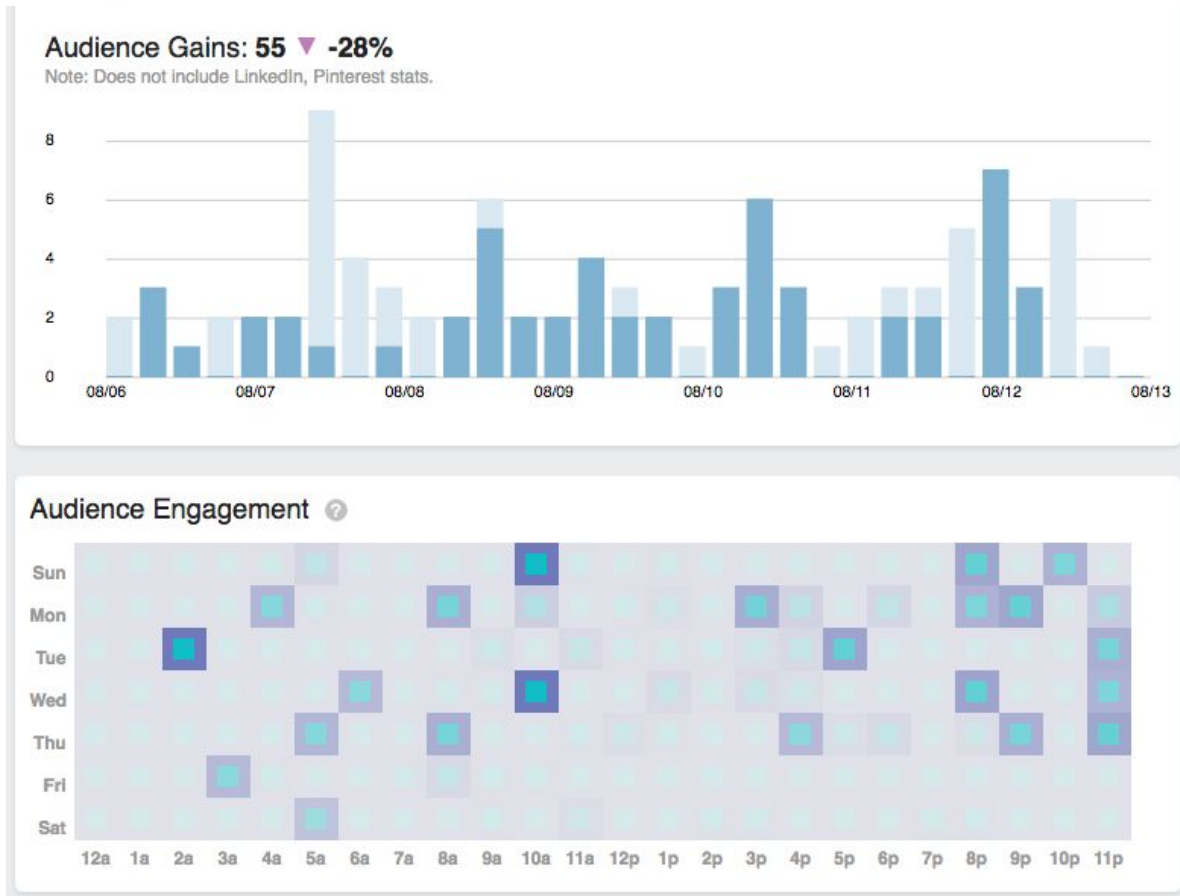 Audience Gains: 55 ▼ -28%
Note: Does not include LinkedIn, Pinterest stats.
8
6
4
2
0
08/06 08/07 08/08 08/09 08/10 08/11 08/12 08/13
Audience Engagement ?
Sun
Mon
Tue
Wed
Thu
Fri
Sat
12a 1a 2a 3a 4a 5a 6a 7a 8a 9a 10a 11a 12p 1p 2p 3p 4p 5p 6p 7p 8p 9p 10p 11p